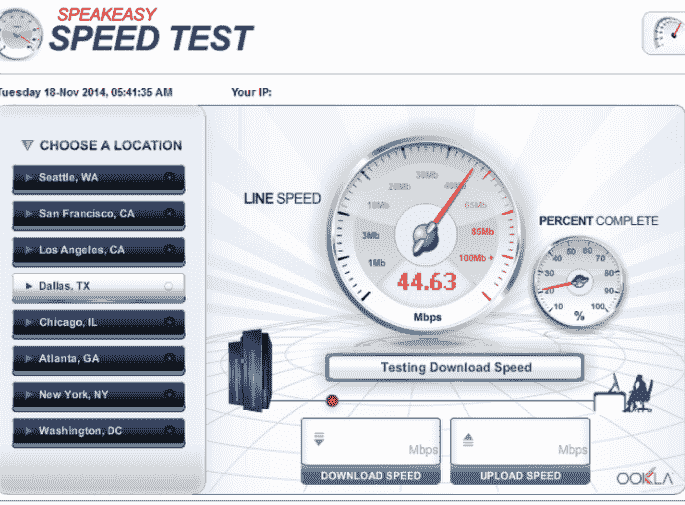 SPEAKEASY
SPEED TEST
Tuesday 18-Nov 2014, 05:41:35 AM
Your IP:
CHOOSE A LOCATION
Seattle, WA
San Francisco, CA
Los Angeles, CA
Dallas, TX
Chicago, IL
Atlanta, GA
New York, NY
Washington, DC
LINE SPEED
1Mb
3Mb
10Mb
20Mb
30Mb
40Mb
65Mb
85Mb
100Mb +
44.63
Mbps
PERCENT COMPLETE
10
20
30
40
50
60
70
80
90
100
%
Testing Download Speed
Mbps
DOWNLOAD SPEED
Mbps
UPLOAD SPEED
OOKLA